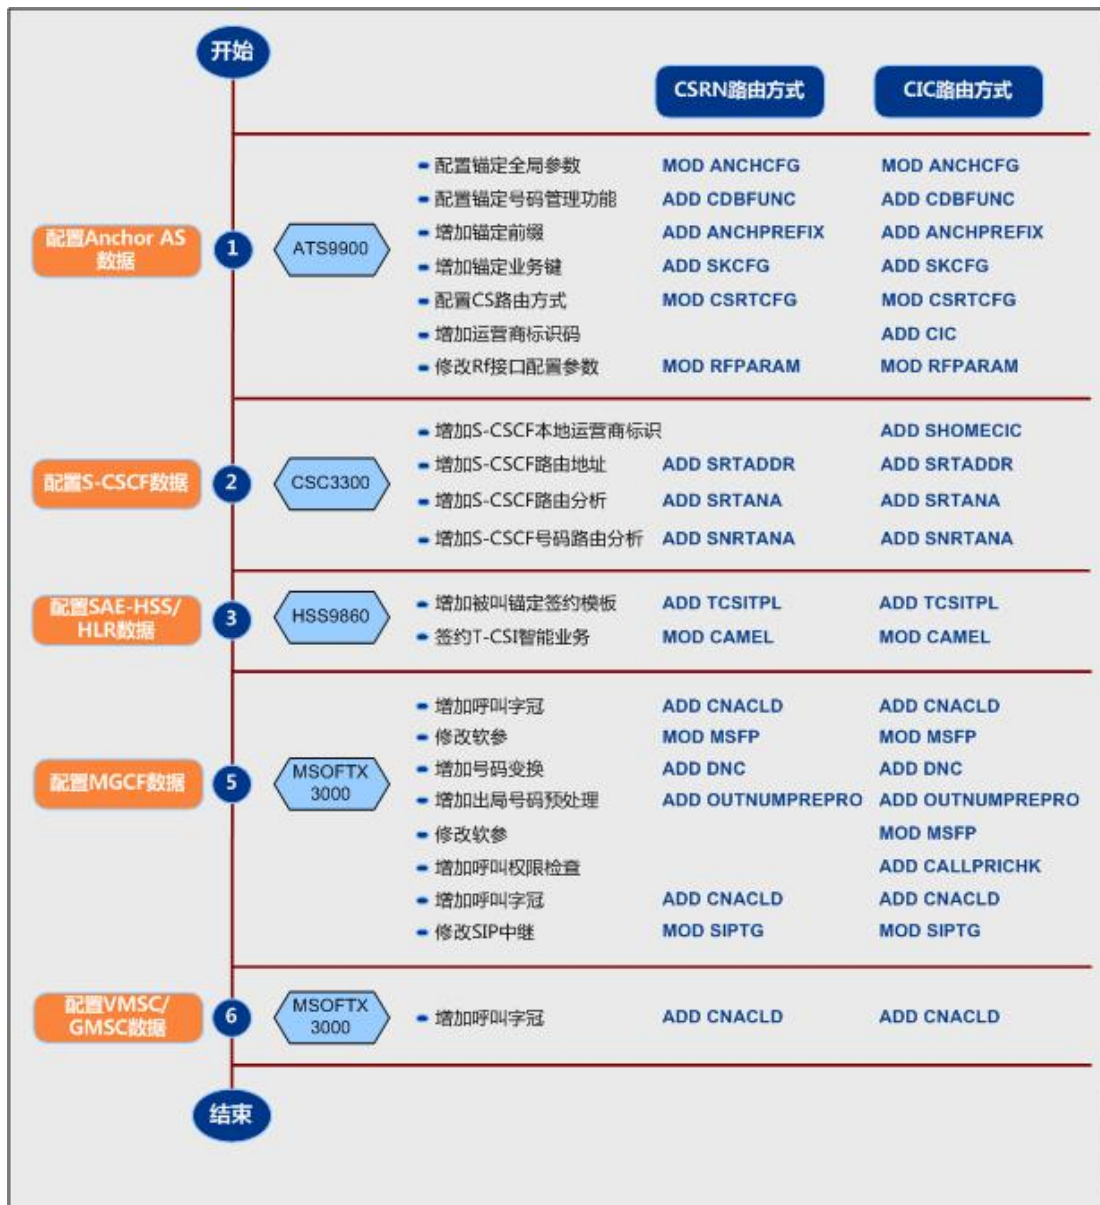 开始
CSRN路由方式 CIC路由方式
配置锚定全局参数 MOD ANCHCFG MOD ANCHCFG
配置锚定号码管理功能 ADD CDBFUNC ADD CDBFUNC
配置Anchor AS
数据
1
ATS9900
增加锚定前缀 ADD ANCHPREFIX ADD ANCHPREFIX
增加锚定业务键 ADD SKCFG ADD SKCFG
配置CS路由方式 MOD CSRTCFG MOD CSRTCFG
增加运营商标识码 ADD CIC
修改Rf接口配置参数 MOD RFPARAM MOD RFPARAM
增加S-CSCF本地运营商标识 ADD SHOMECIC
增加S-CSCF路由地址 ADD SRTADDR ADD SRTADDR
配置S-CSCF数据
2
CSC3300
增加S-CSCF路由分析 ADD SRTANA ADD SRTANA
增加S-CSCF号码路由分析 ADD SNRTANA ADD SNRTANA
配置SAE-HSS/
HLR数据
3
HSS9860
增加被叫锚定签约模板 ADD TCSITPL ADD TCSITPL
签约T-CSI智能业务 MOD CAMEL MOD CAMEL
增加呼叫字冠 ADD CNACLD ADD CNACLD
修改软参 MOD MSFP MOD MSFP
配置MGCF数据
5
MSOFTX
3000
增加号码变换 ADD DNC ADD DNC
增加出局号码预处理 ADD OUTNUMPREPRO ADD OUTNUMPREPRO
修改软参 MOD MSFP
增加呼叫权限检查 ADD CALLPRICHK
增加呼叫字冠 ADD CNACLD ADD CNACLD
修改SIP中继 MOD SIPTG MOD SIPTG
配置VMSC/
GMSC数据
6
MSOFTX
3000
增加呼叫字冠 ADD CNACLD ADD CNACLD
结束